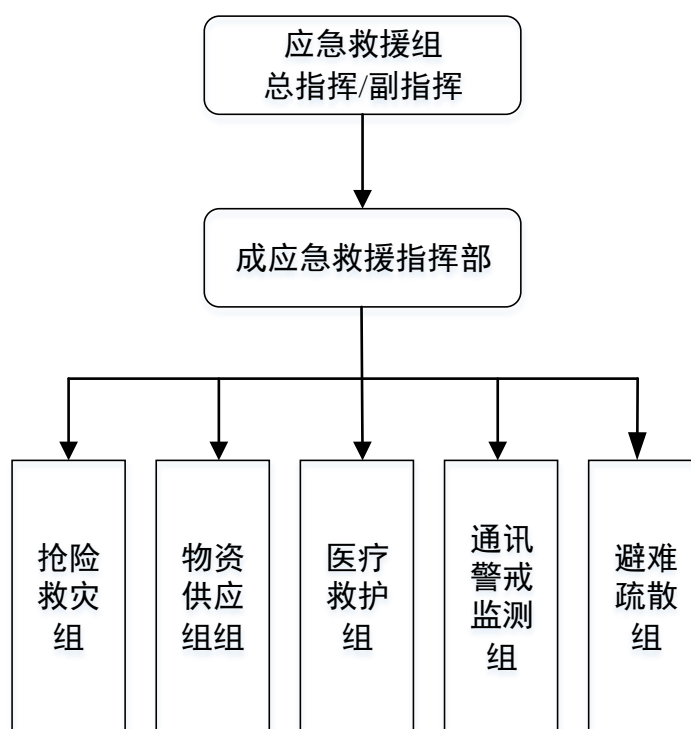 应急救援组
总指挥/副指挥
成应急救援指挥部
抢险
救灾
组
物资
供应
组组
医疗
救护
组
通讯
警戒
监测
组
避难
疏散
组